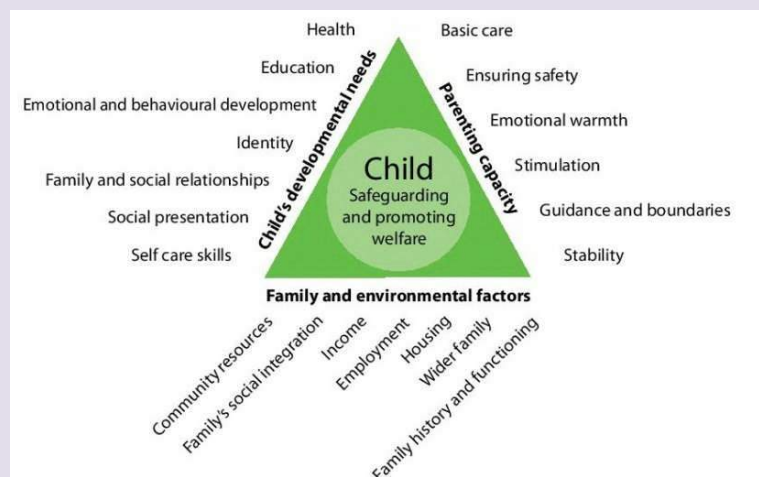 Health
Education
Emotional and behavioural development
Identity
Family and social relationships
Social presentation
Self care skills
Child's developmental needs
Child
Safeguarding
and promoting
welfare
Parenting capacity
Basic care
Ensuring safety
Emotional warmth
Stimulation
Guidance and boundaries
Stability
Family and environmental factors
Community resources
Family's social integration
Income
Employment
Housing
Wider family
Family history and functioning